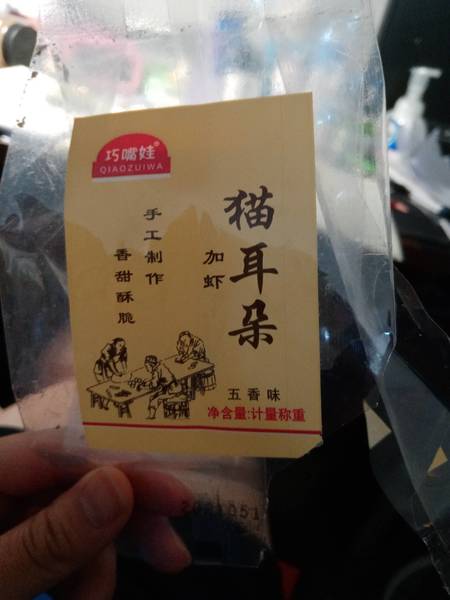 巧嘴娃®
QIAOZUIWA
猫耳朵
加虾
手工制作
香甜酥脆
五香味
净含量:计量称重